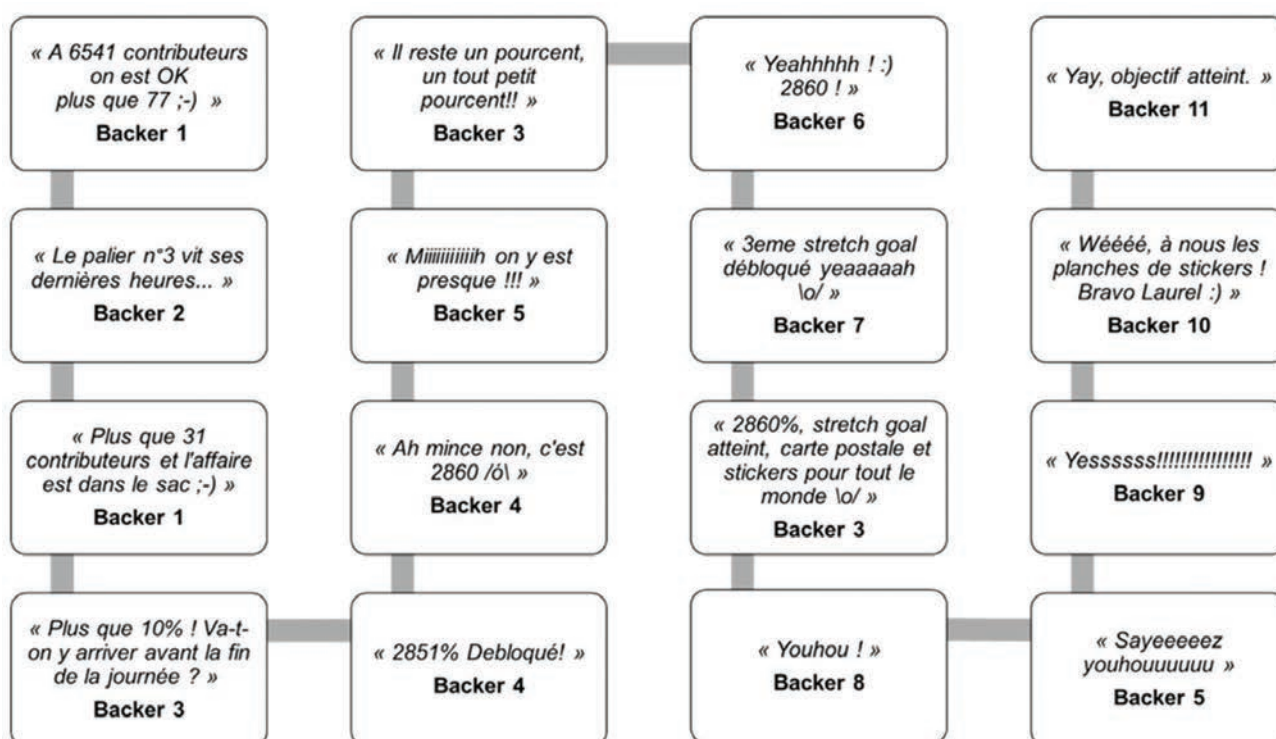 « A 6541 contributeurs
on est OK
plus que 77 ;-) »
Backer 1
« Le palier n°3 vit ses
dernières heures... »
Backer 2
« Plus que 31
contributeurs et l'affaire
est dans le sac ;-) »
Backer 1
« Plus que 10% ! Va-t-
on y arriver avant la fin
de la journée ? »
Backer 3
« 2851% Debloqué! »
Backer 4
« Ah mince non, c'est
2860 /ó\ »
Backer 4
« Miiiiiiiiiiiih on y est
presque !!! »
Backer 5
« Il reste un pourcent,
un tout petit
pourcent!! »
Backer 3
« Yeahhhhh ! :)
2860 ! »
Backer 6
« 3eme stretch goal
débloqué yeaaaaah
\o/ »
Backer 7
« 2860%, stretch goal
atteint, carte postale et
stickers pour tout le
monde \o/ »
Backer 3
« Youhou ! »
Backer 8
« Sayeeeeez
youhouuuuuu »
Backer 5
« Yessssss!!!!!!!!!!!!!!!! »
Backer 9
« Wéééé, à nous les
planches de stickers !
Bravo Laurel :) »
Backer 10
« Yay, objectif atteint. »
Backer 11